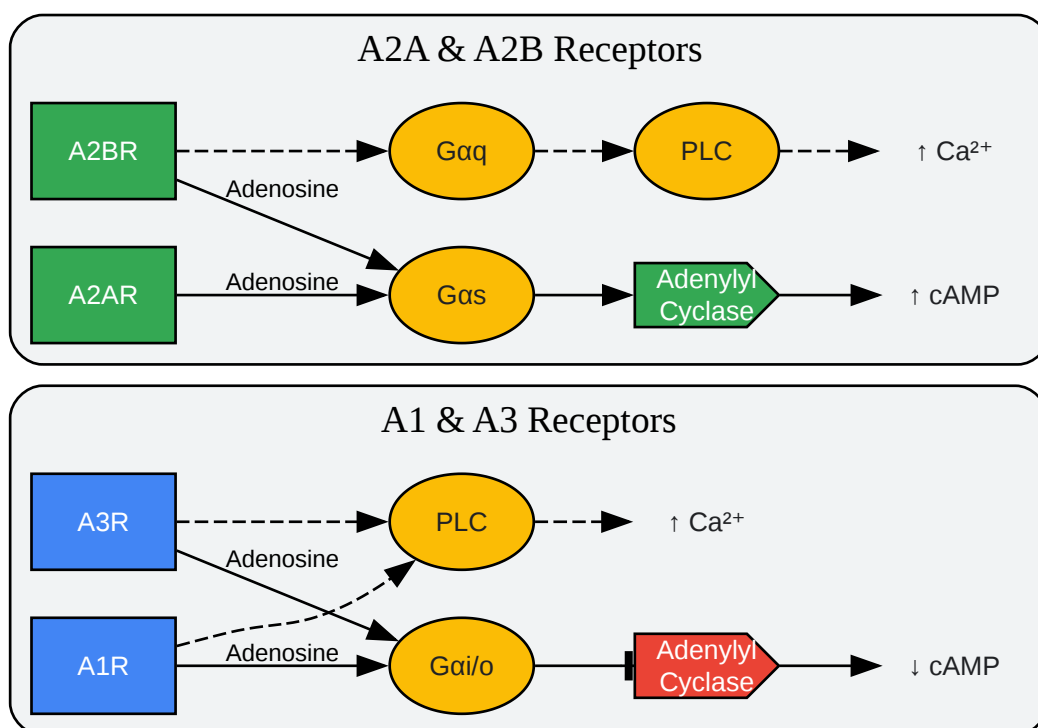 A2A & A2B Receptors
A2BR
Gαq
PLC
↑ Ca²⁺
Adenosine
A2AR
Adenosine
Gαs
Adenylyl
Cyclase
↑ cAMP
A1 & A3 Receptors
A3R
PLC
↑ Ca²⁺
Adenosine
A1R
Adenosine
Gαi/o
Adenylyl
Cyclase
↓ cAMP